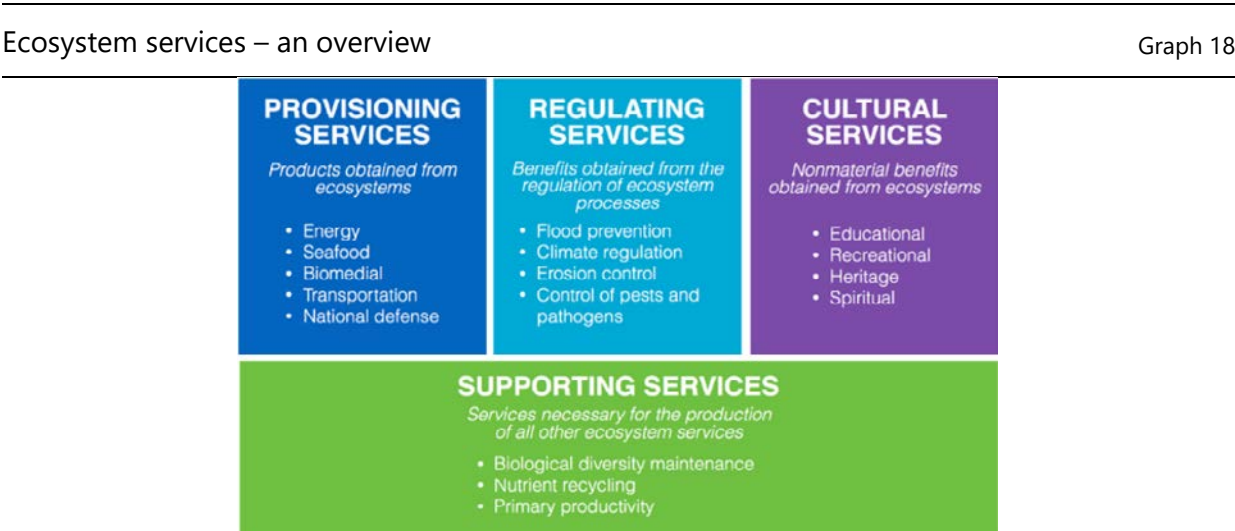 Ecosystem services – an overview
Graph 18
PROVISIONING
SERVICES
Products obtained from
ecosystems
• Energy
• Seafood
• Biomedial
• Transportation
• National defense
REGULATING
SERVICES
Benefits obtained from the
regulation of ecosystem
processes
• Flood prevention
• Climate regulation
• Erosion control
• Control of pests and
pathogens
CULTURAL
SERVICES
Nonmaterial benefits
obtained from ecosystems
• Educational
• Recreational
• Heritage
• Spiritual
SUPPORTING SERVICES
Services necessary for the production
of all other ecosystem services
• Biological diversity maintenance
• Nutrient recycling
• Primary productivity